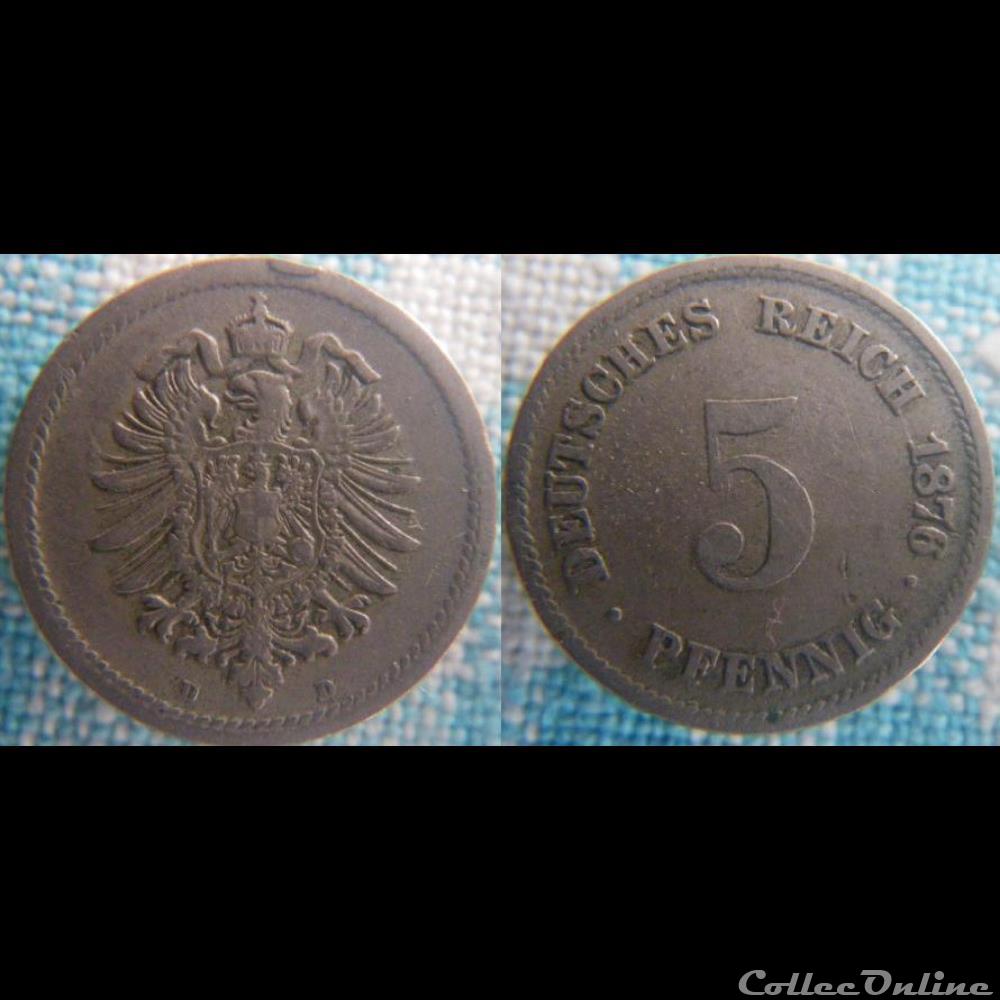 D D
DEUTSCHES REICH 1876
5
PFENNIG
CollecOnline